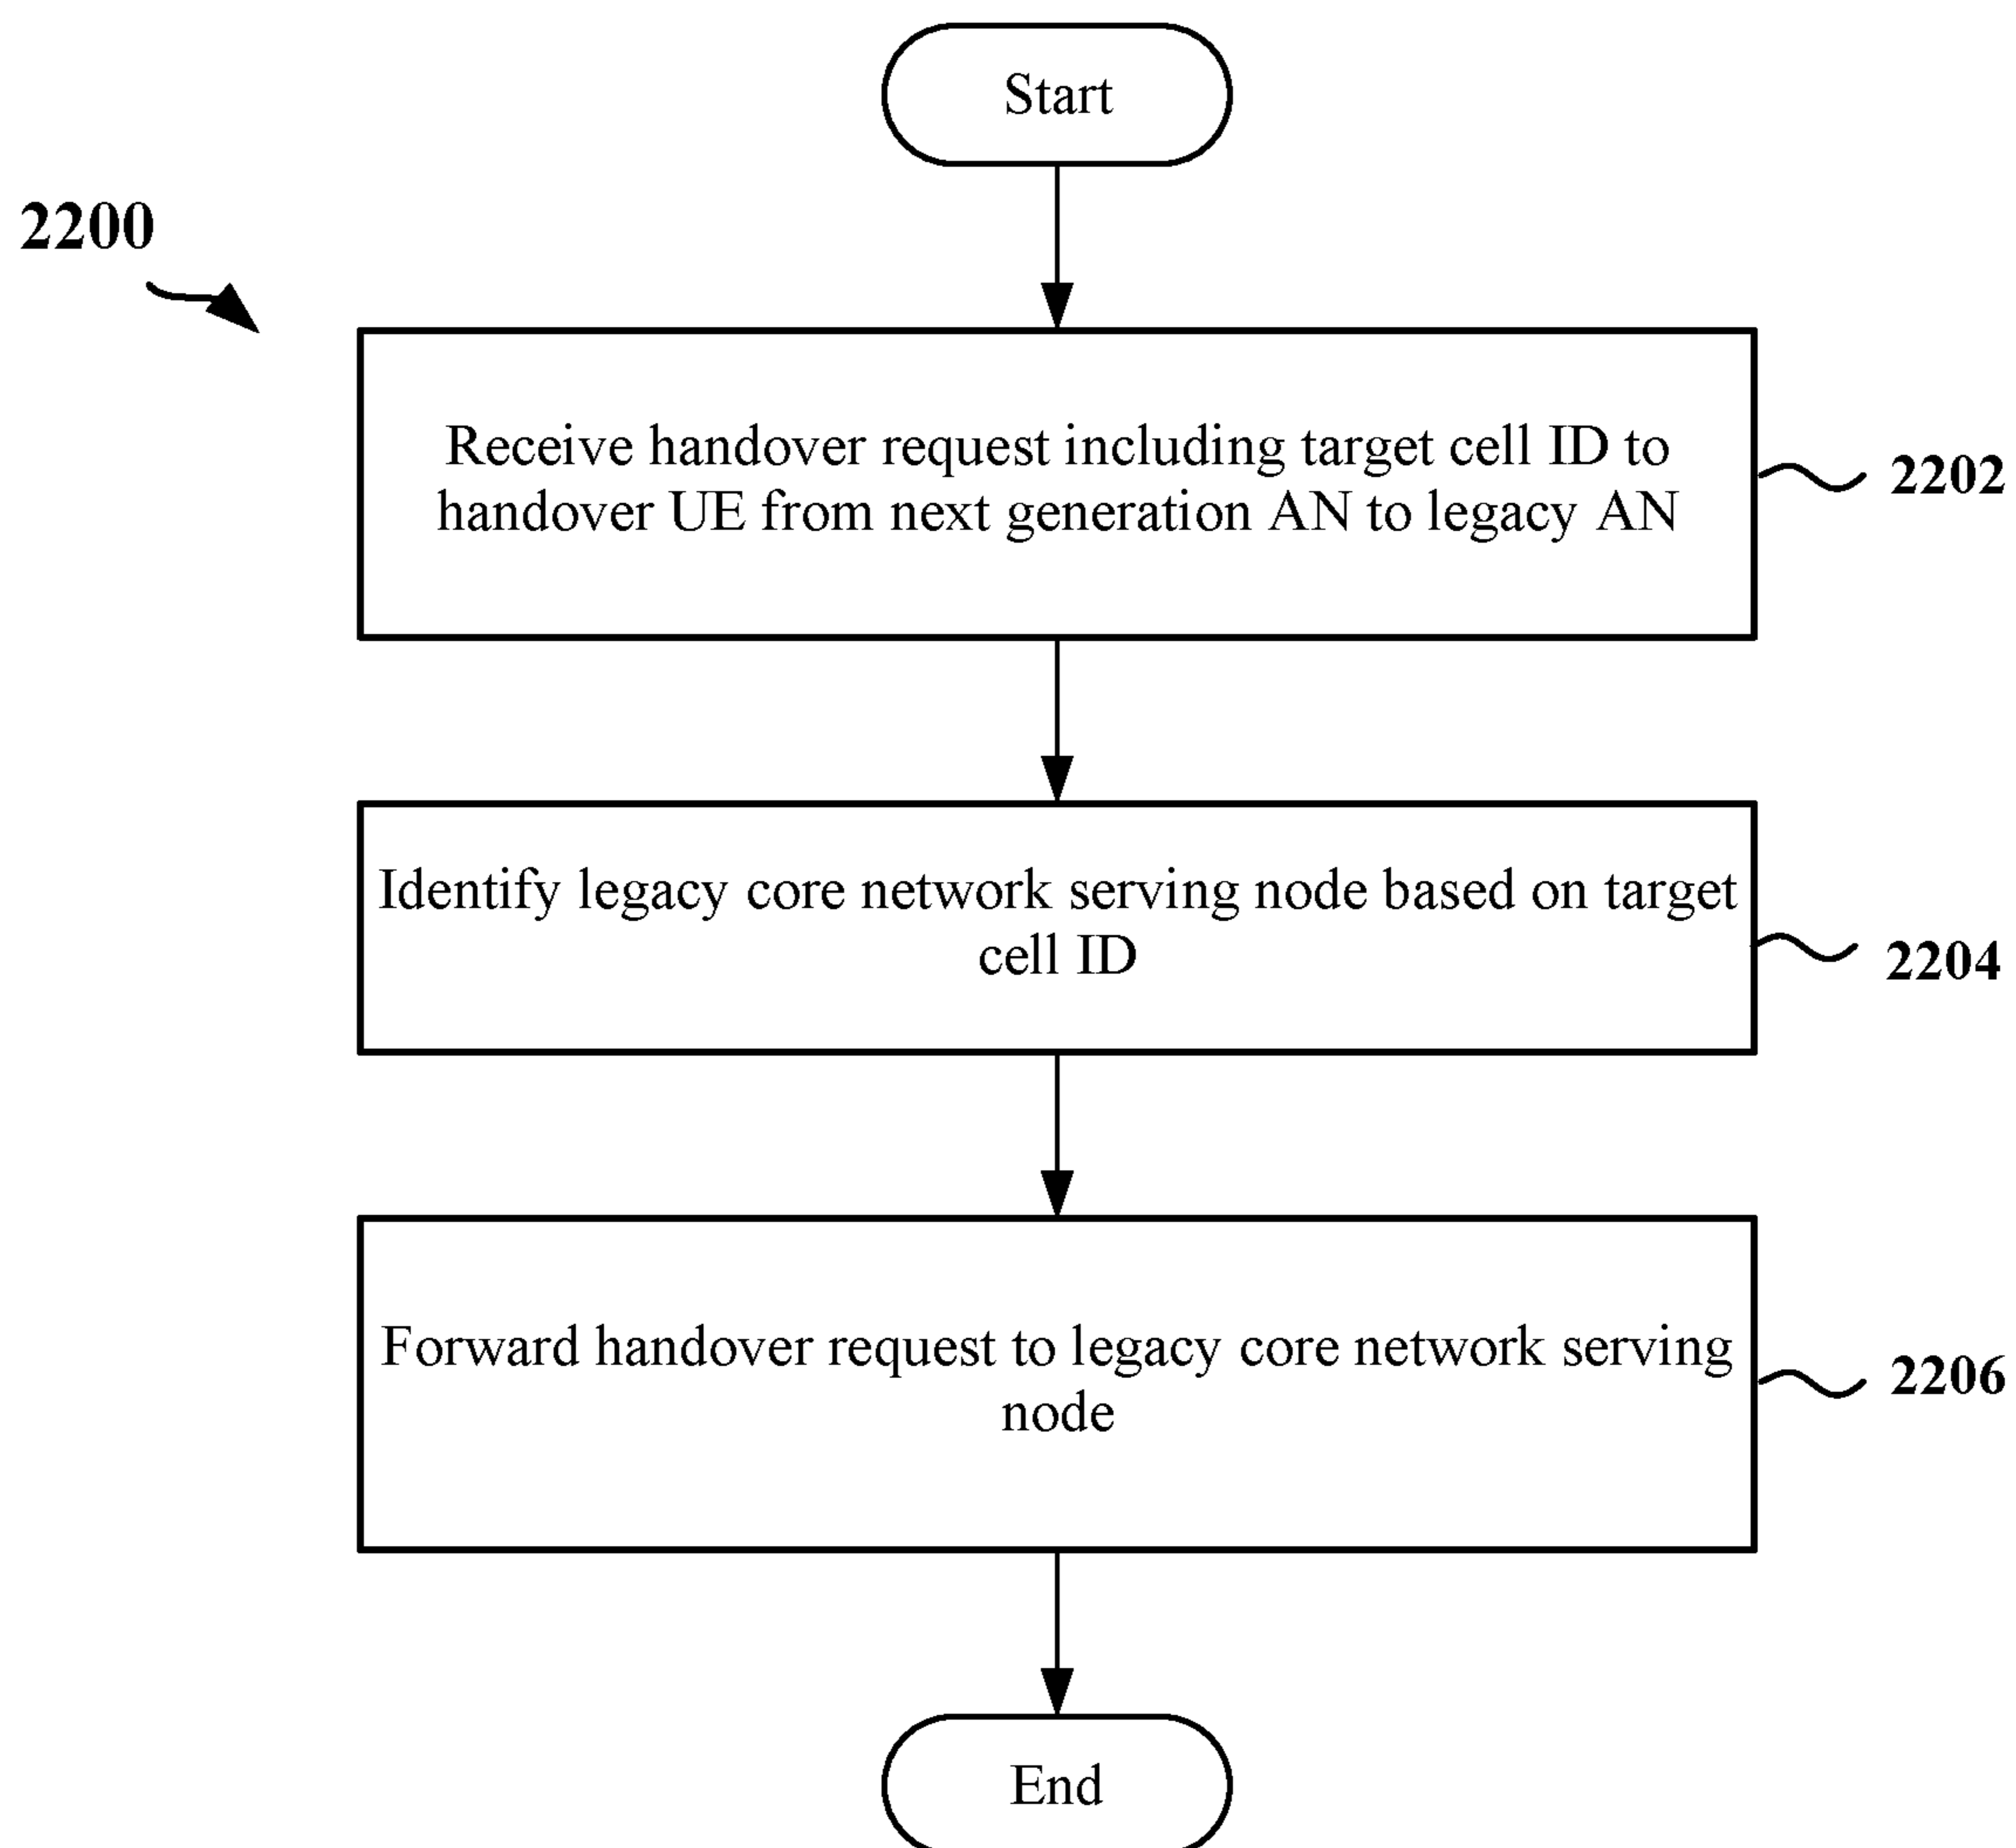 Start
2200
Receive handover request including target cell ID to
handover UE from next generation AN to legacy AN
2202
Identify legacy core network serving node based on target
cell ID
2204
Forward handover request to legacy core network serving
node
2206
End